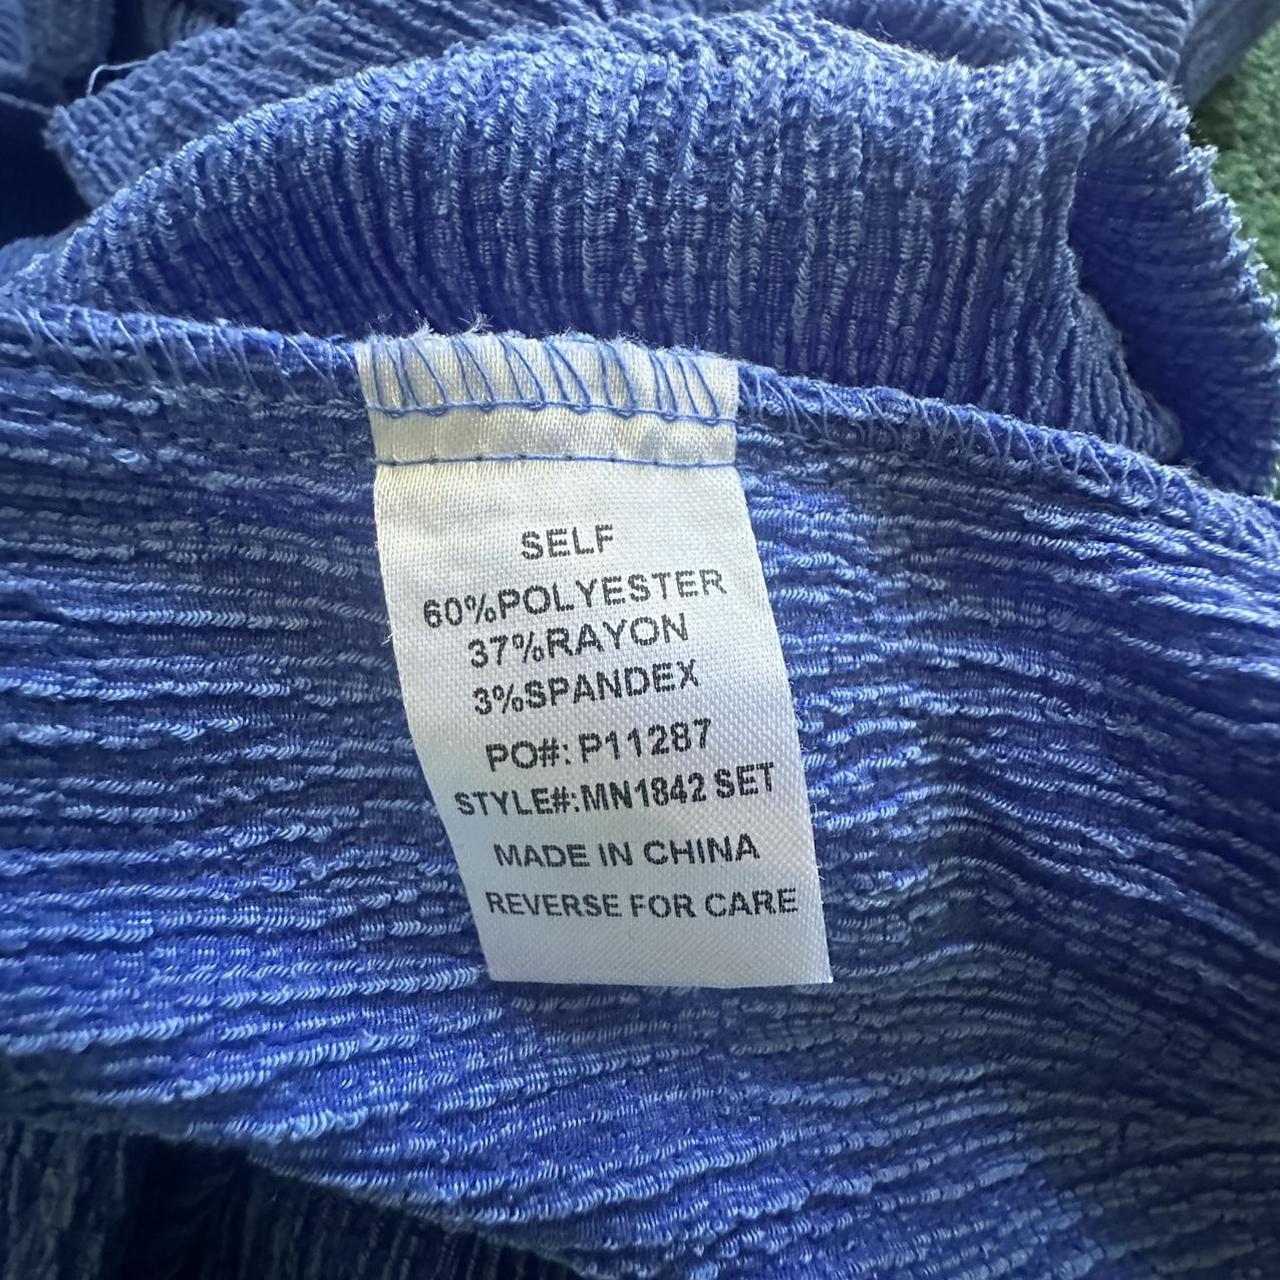 SELF
60%POLYESTER
37%RAYON
3%SPANDEX
PO#: P11287
STYLE#:MN1842 SET
MADE IN CHINA
REVERSE FOR CARE